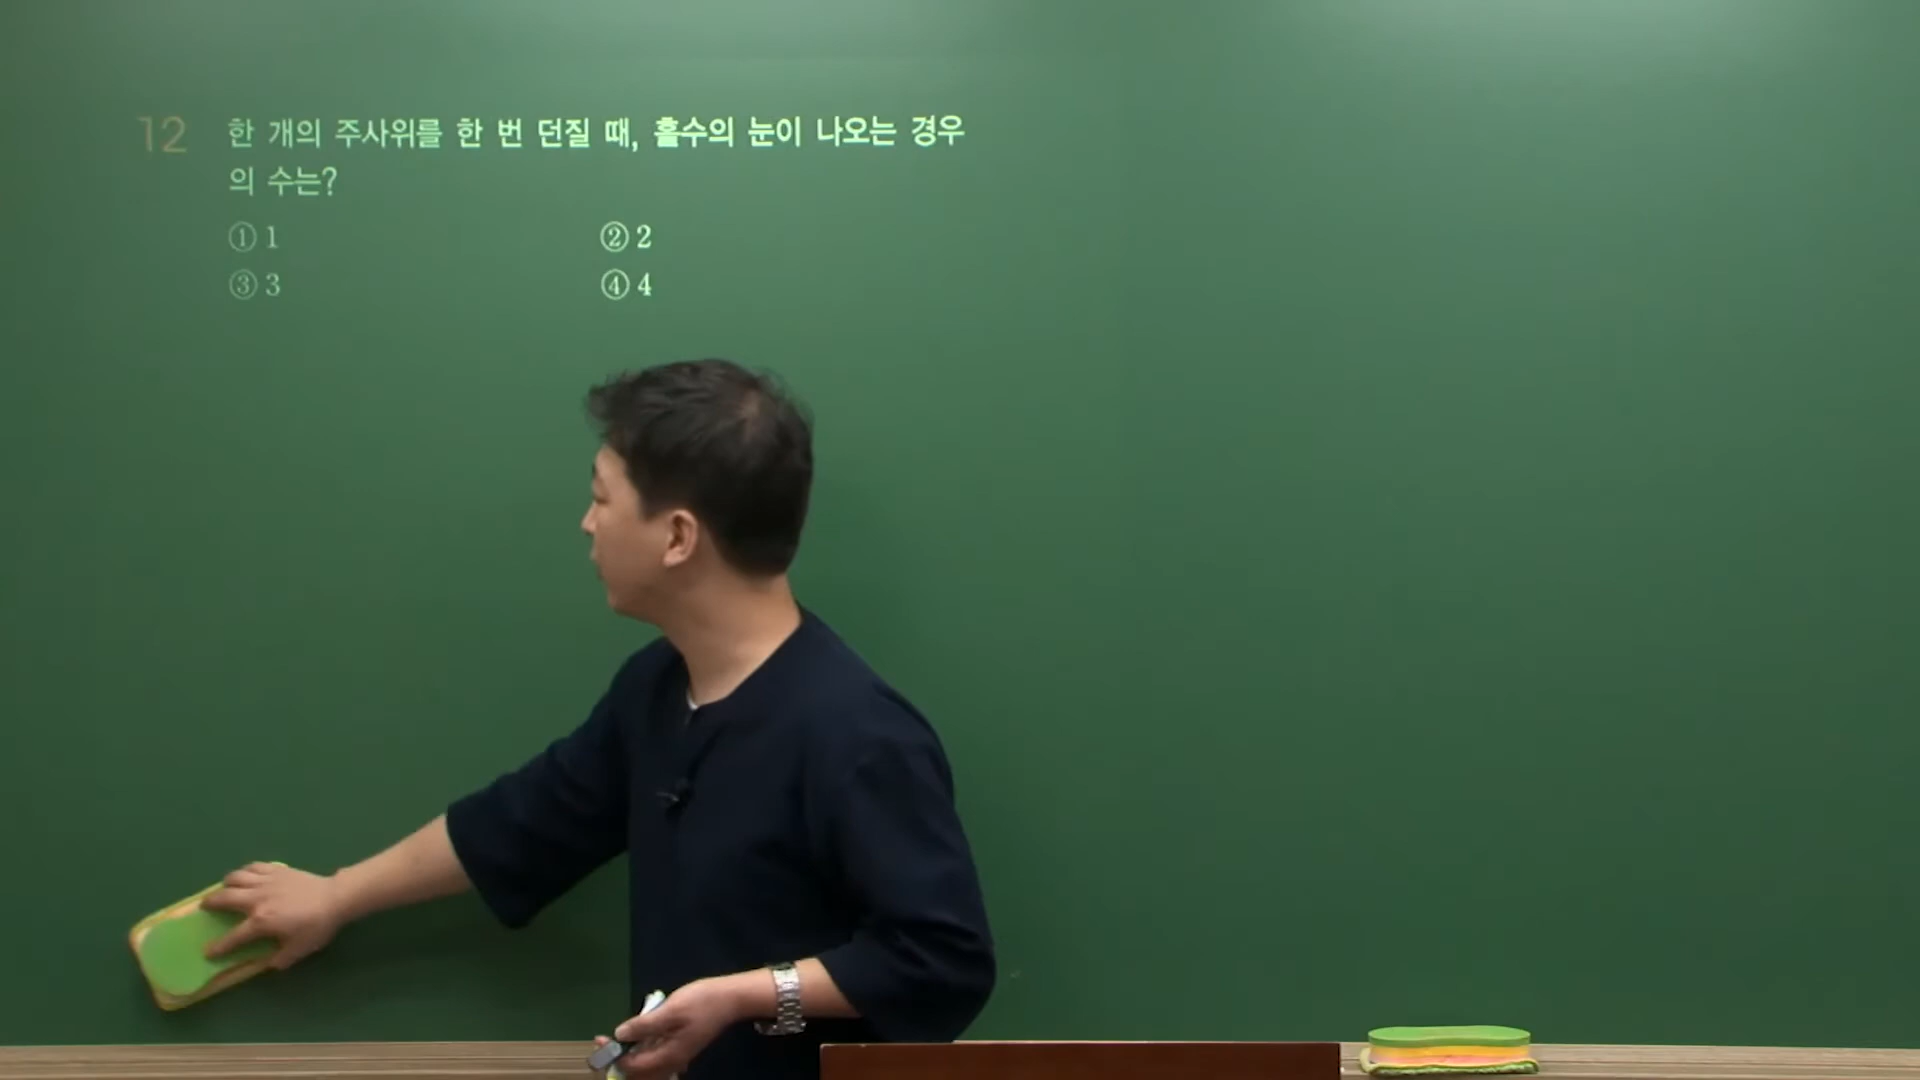 12 한 개의 주사위를 한 번 던질 때, 홀수의 눈이 나오는 경우
의 수는?
① 1 ② 2
③ 3 ④ 4